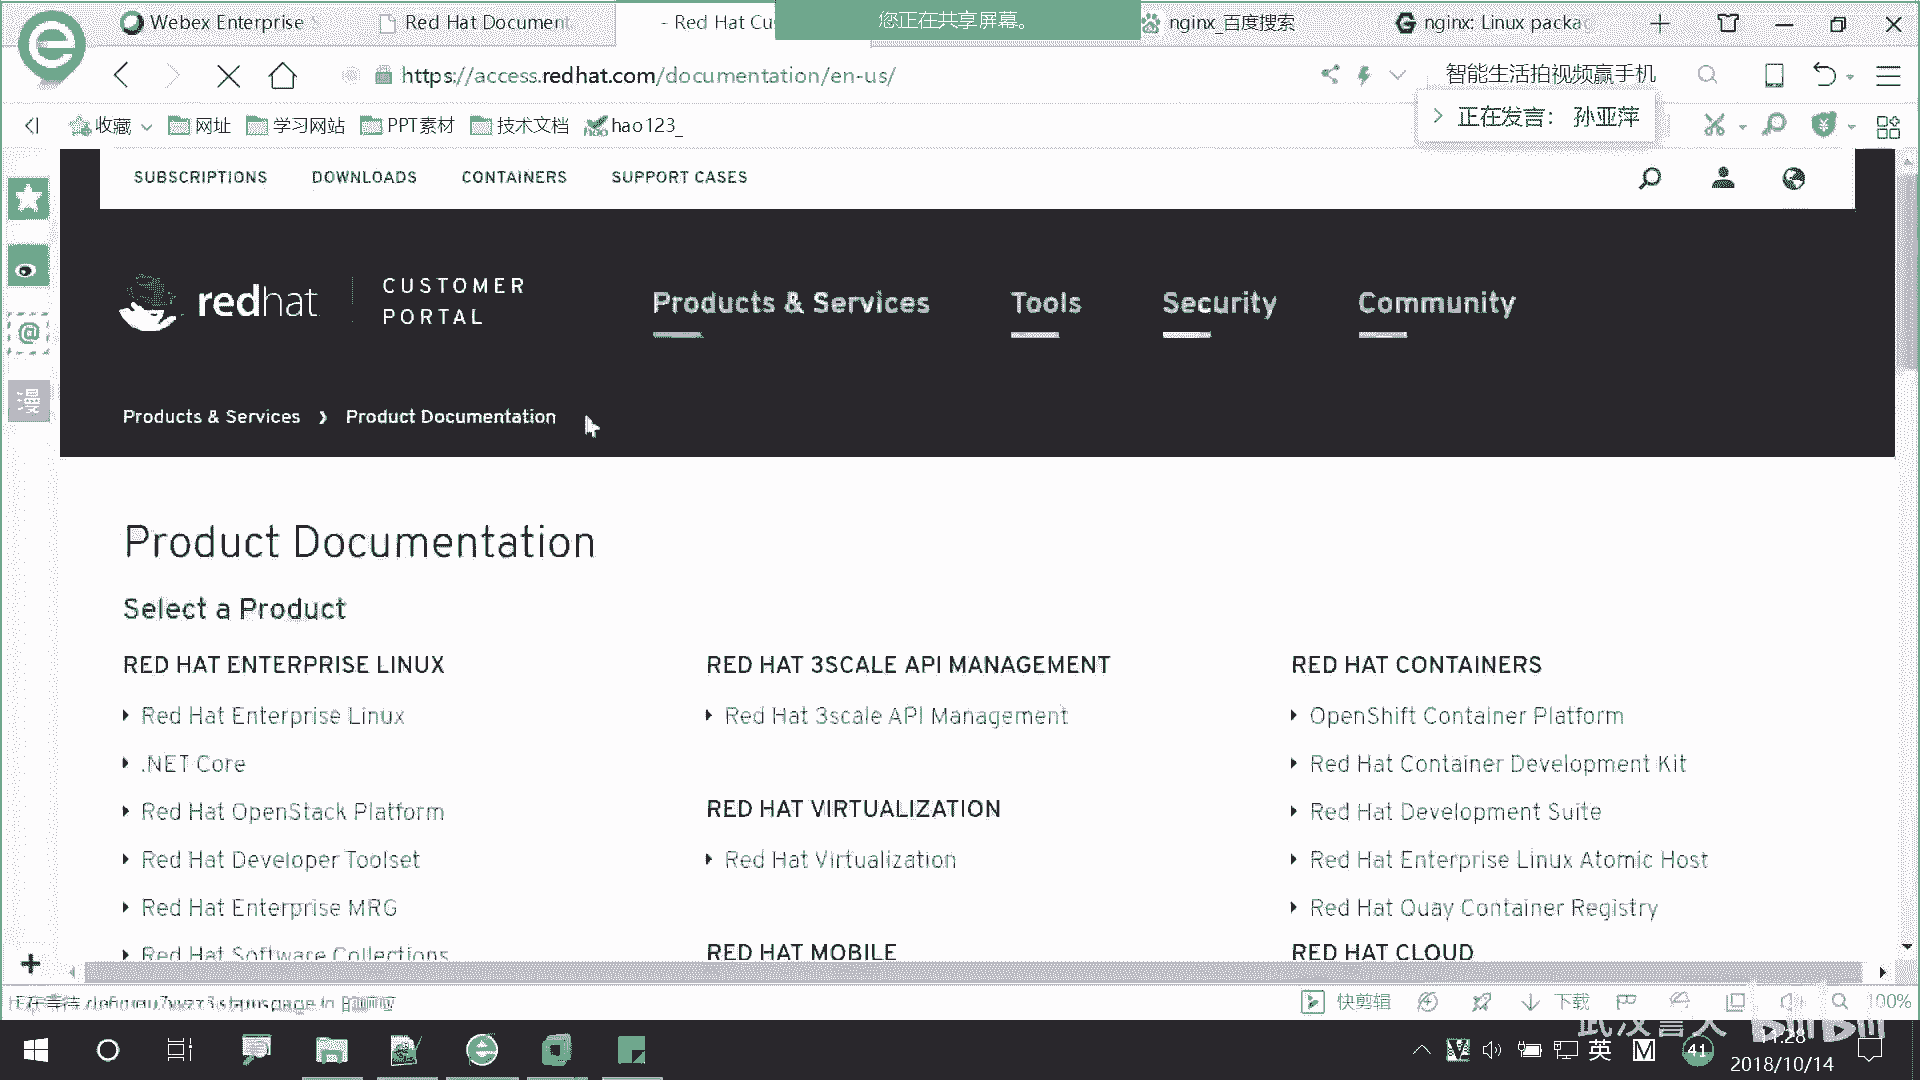 Webex Enterprise
Red Hat Document
- Red Hat Cu
您正在共享屏幕。
nginx_百度搜索
nginx: Linux packa
https://access.redhat.com/documentation/en-us/
智能生活拍视频赢手机
收藏
网址
学习网站
PPT素材
技术文档
hao123_
正在发言： 孙亚萍
SUBSCRIPTIONS
DOWNLOADS
CONTAINERS
SUPPORT CASES
redhat
CUSTOMER
PORTAL
Products & Services
Tools
Security
Community
漫
Products & Services
Product Documentation
Product Documentation
Select a Product
RED HAT ENTERPRISE LINUX
Red Hat Enterprise Linux
.NET Core
Red Hat OpenStack Platform
Red Hat Developer Toolset
Red Hat Enterprise MRG
Red Hat Software Collections
RED HAT 3SCALE API MANAGEMENT
Red Hat 3scale API Management
RED HAT VIRTUALIZATION
Red Hat Virtualization
RED HAT MOBILE
RED HAT CONTAINERS
OpenShift Container Platform
Red Hat Container Development Kit
Red Hat Development Suite
Red Hat Enterprise Linux Atomic Host
Red Hat Quay Container Registry
RED HAT CLOUD
快剪辑
下载
100%
武汉誉天
bilibili
英
M
41
11:28
2018/10/14